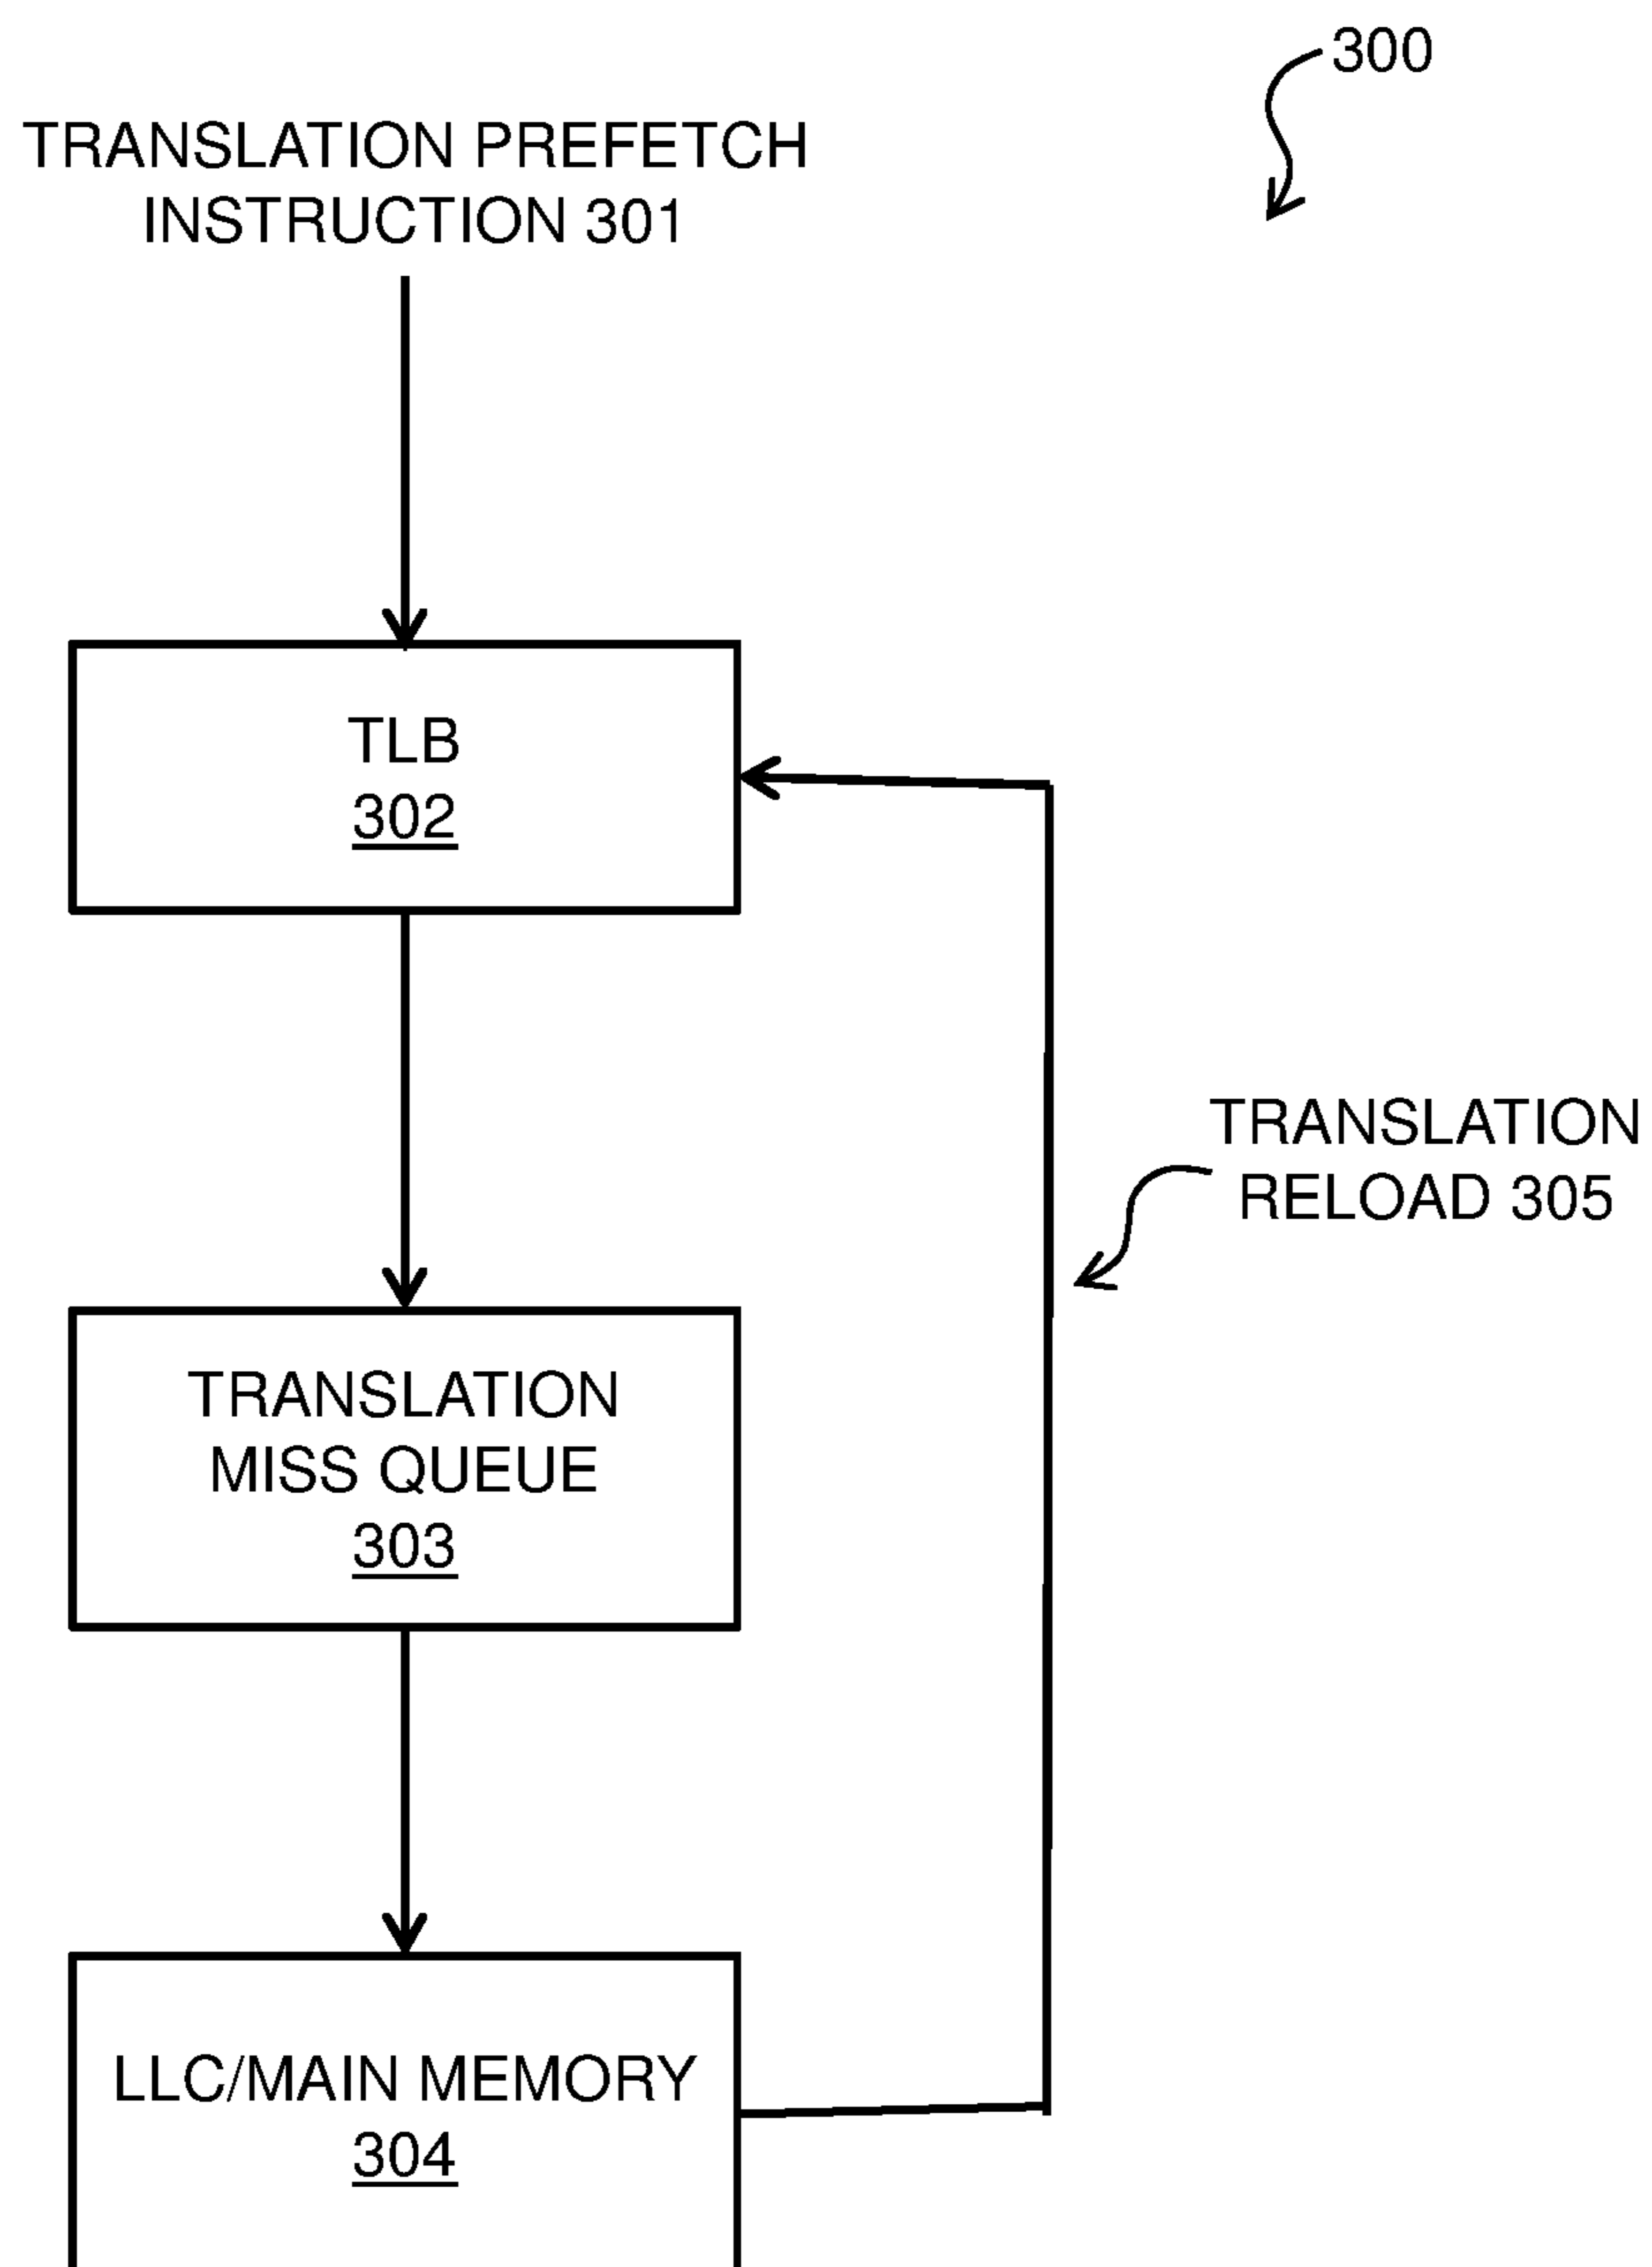 300
TRANSLATION PREFETCH
INSTRUCTION 301
TLB
302
TRANSLATION
RELOAD 305
TRANSLATION
MISS QUEUE
303
LLC/MAIN MEMORY
304